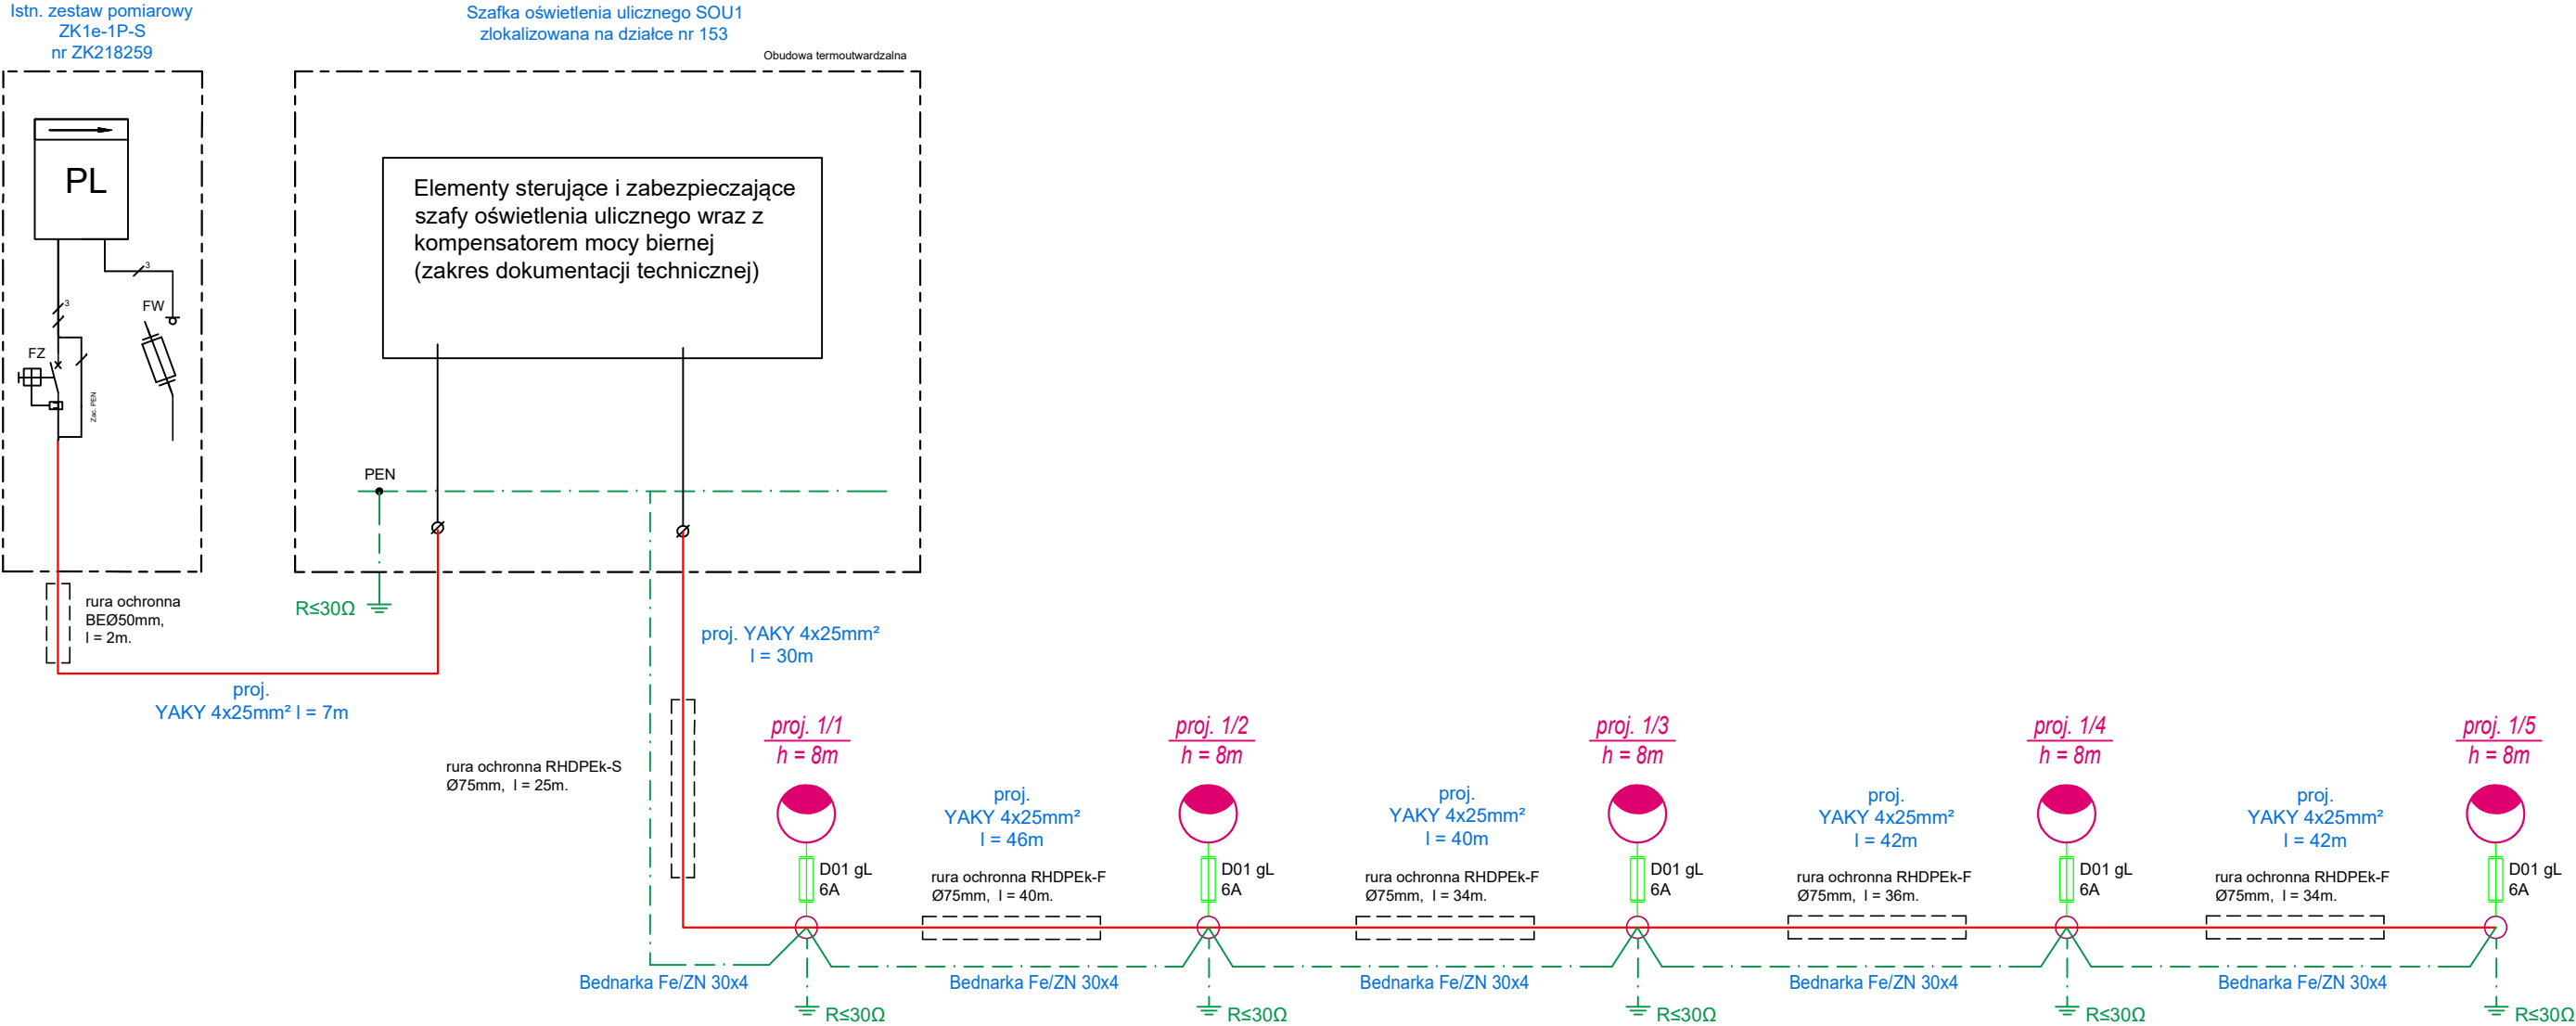 Istn. zestaw pomiarowy
ZK1e-1P-S
nr ZK218259
Szafka oświetlenia ulicznego SOU1
zlokalizowana na działce nr 153
Obudowa termoutwardzalna
PL
3
3
FW
FZ
Zac. PEN
Elementy sterujące i zabezpieczające
szafy oświetlenia ulicznego wraz z
kompensatorem mocy biernej
(zakres dokumentacji technicznej)
PEN
R≤30Ω
rura ochronna
BEØ50mm,
l = 2m.
proj.
YAKY 4x25mm² l = 7m
proj. YAKY 4x25mm²
l = 30m
rura ochronna RHDPEk-S
Ø75mm, l = 25m.
proj. 1/1
h = 8m
proj. 1/2
h = 8m
proj. 1/3
h = 8m
proj. 1/4
h = 8m
proj. 1/5
h = 8m
proj.
YAKY 4x25mm²
l = 46m
proj.
YAKY 4x25mm²
l = 40m
proj.
YAKY 4x25mm²
l = 42m
proj.
YAKY 4x25mm²
l = 42m
D01 gL
6A
rura ochronna RHDPEk-F
Ø75mm, l = 40m.
D01 gL
6A
rura ochronna RHDPEk-F
Ø75mm, l = 34m.
D01 gL
6A
rura ochronna RHDPEk-F
Ø75mm, l = 36m.
D01 gL
6A
rura ochronna RHDPEk-F
Ø75mm, l = 34m.
D01 gL
6A
Bednarka Fe/ZN 30x4
Bednarka Fe/ZN 30x4
Bednarka Fe/ZN 30x4
Bednarka Fe/ZN 30x4
Bednarka Fe/ZN 30x4
R≤30Ω
R≤30Ω
R≤30Ω
R≤30Ω
R≤30Ω